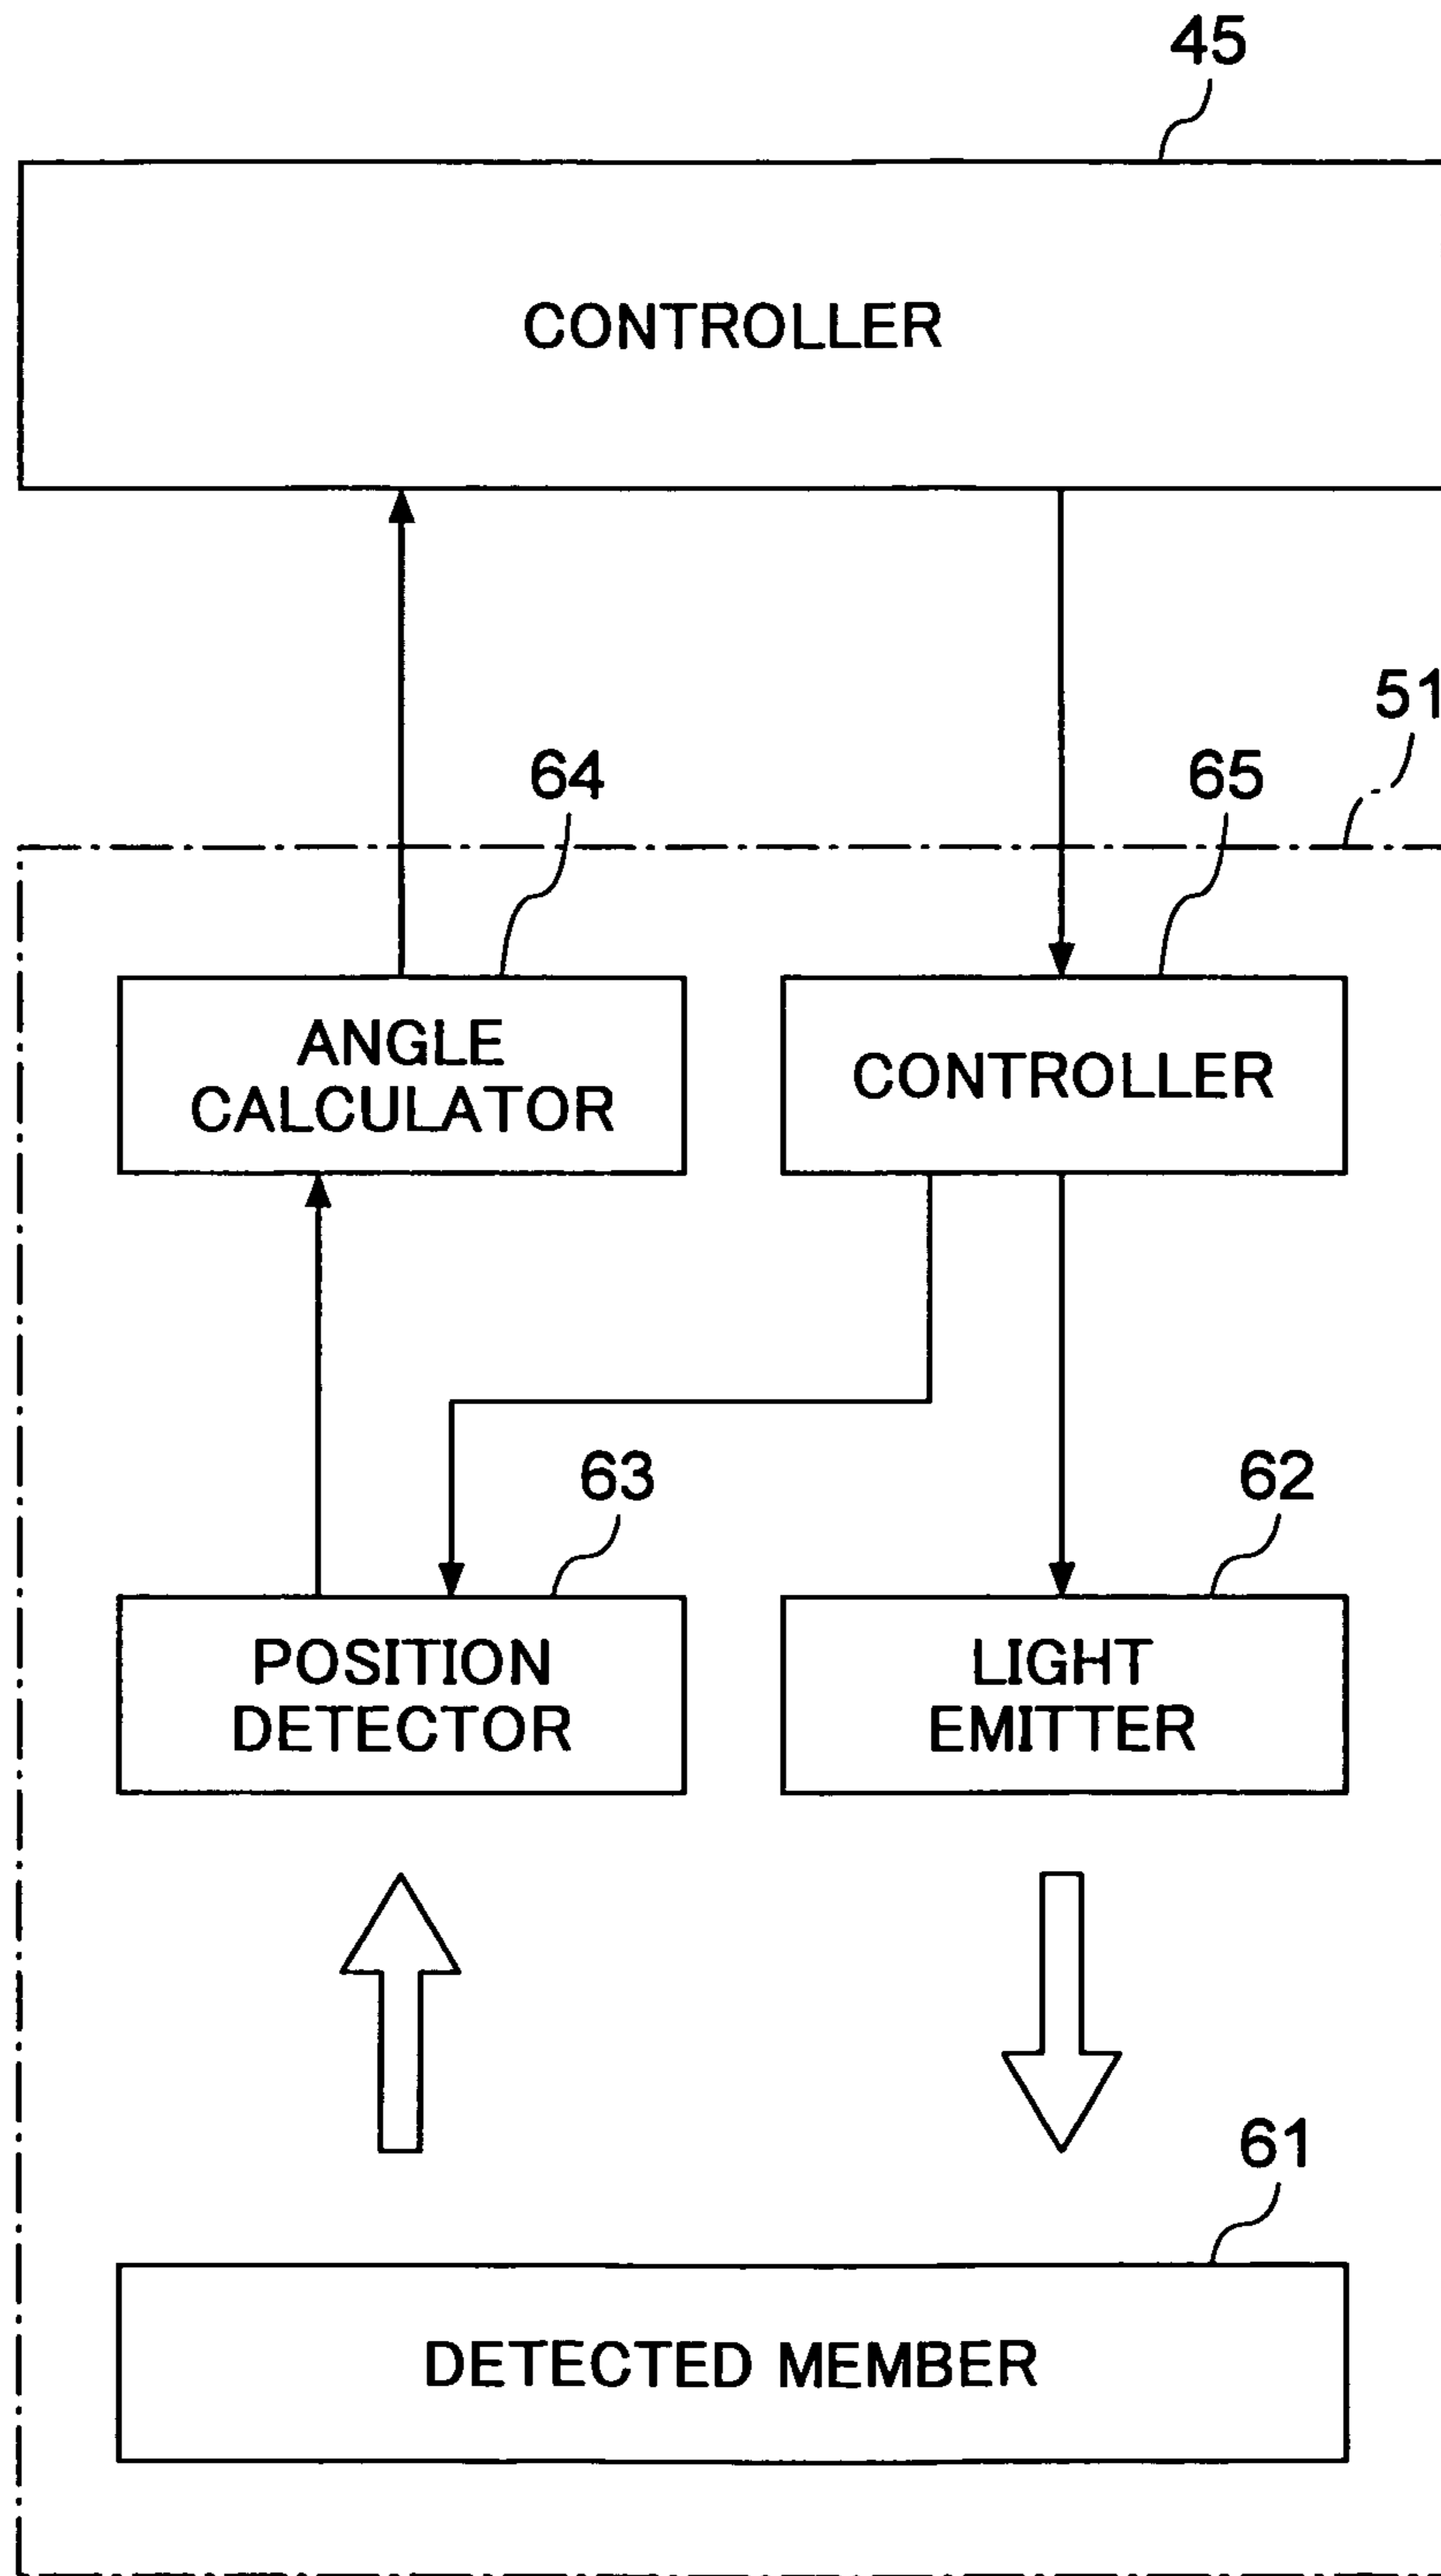 45
CONTROLLER
51
64
65
ANGLE
CALCULATOR
CONTROLLER
63
62
POSITION
DETECTOR
LIGHT
EMITTER
61
DETECTED MEMBER